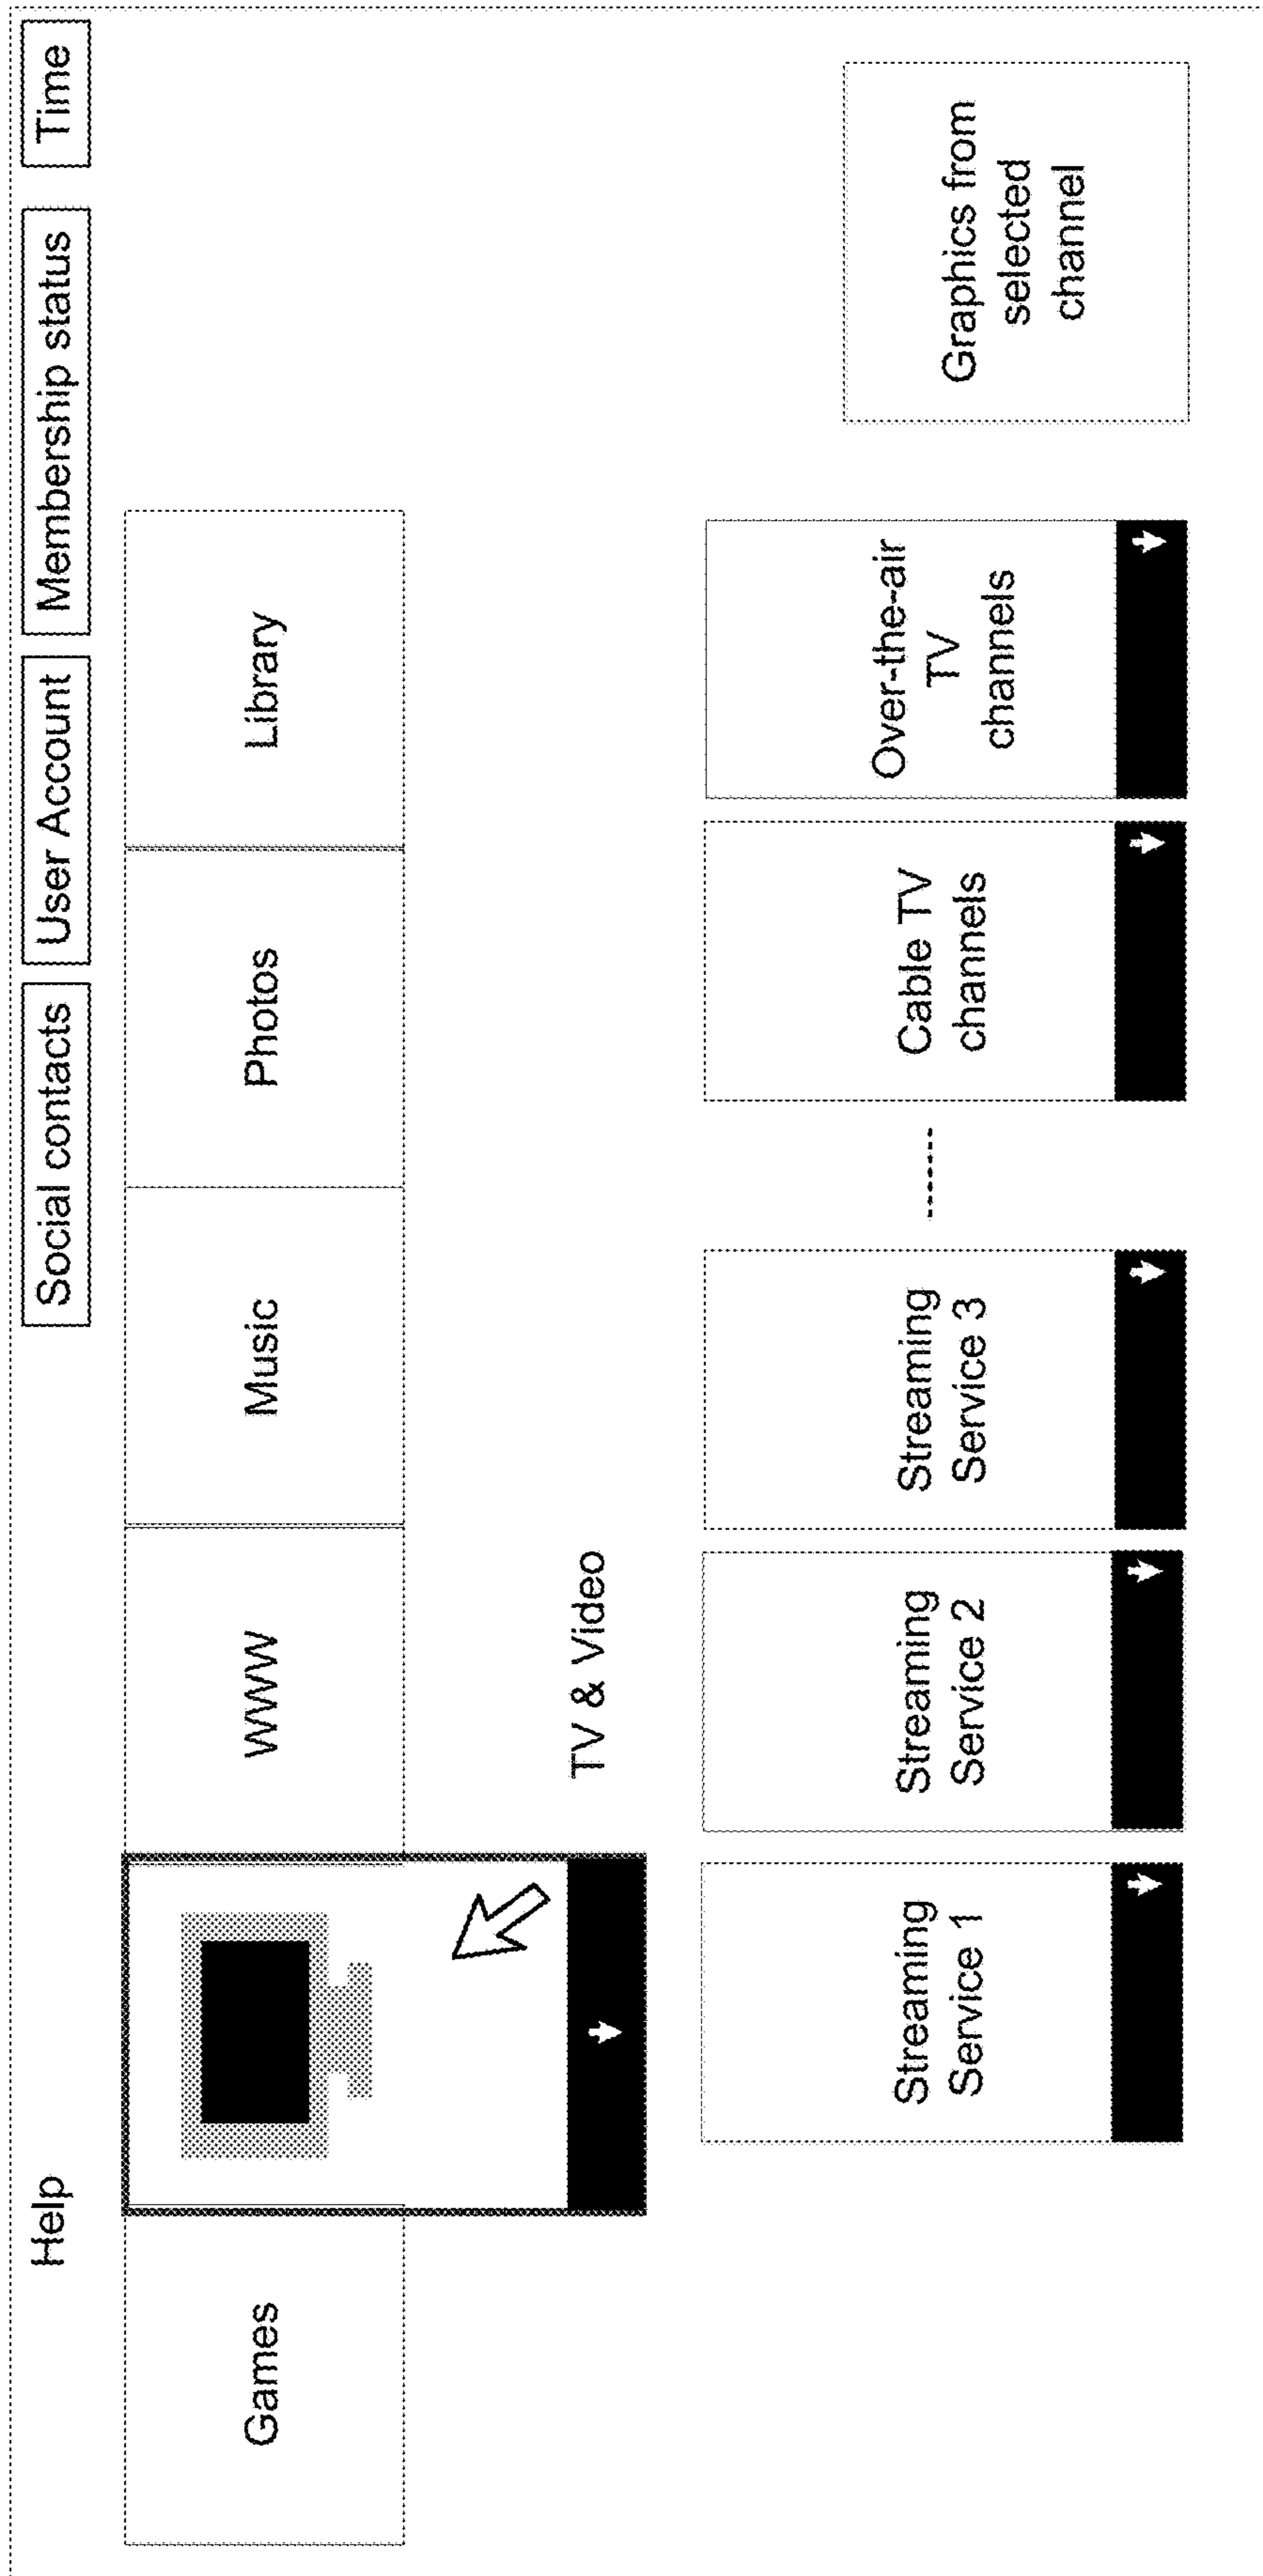 Help
Social contacts
User Account
Membership status
Time
Games
WWW
Music
Photos
Library
TV & Video
Streaming
Service 1
Streaming
Service 2
Streaming
Service 3
Cable TV
channels
Over-the-air
TV
channels
Graphics from
selected
channel